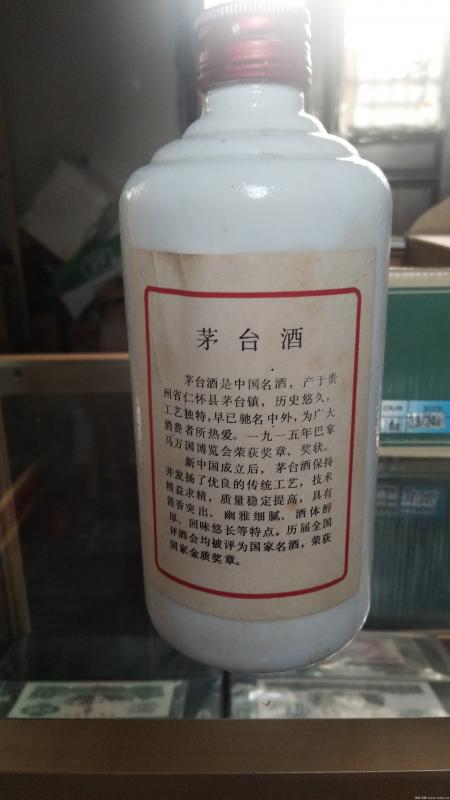 茅台酒
茅台酒是中国名酒，产于贵
州省仁怀县茅台镇，历史悠久，
工艺独特，早已驰名中外，为广大
消费者所热爱。一九一五年巴拿
马万国博览会荣获奖章、奖状。
新中国成立后，茅台酒保持
并发扬了优良的传统工艺，技术
精益求精，质量稳定提高，具有
酱香突出、幽雅细腻、酒体醇
厚、回味悠长等特点。历届全国
评酒会均被评为国家名酒，荣获
国家金质奖章。